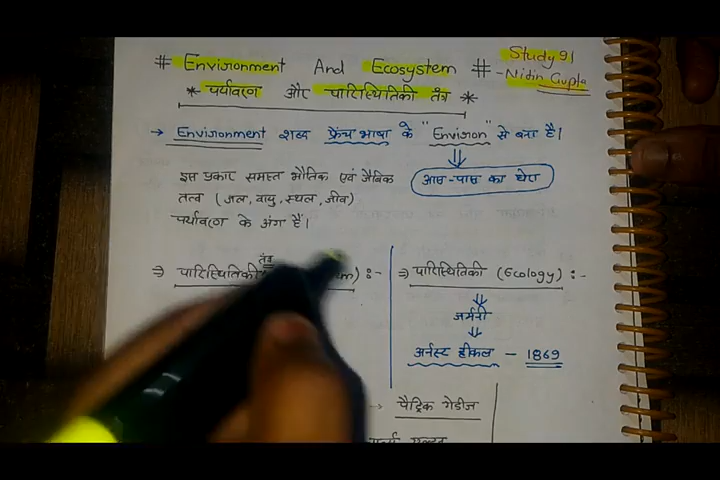 # Environment And Ecosystem #
Study 91
- Nitin Gupta
* पर्यावरण और पारिस्थितिकी तंत्र *
→ Environment शब्द फ्रेंच भाषा के "Environ" से बना है।
आस-पास का घेरा
इस प्रकार समस्त भौतिक एवं जैविक
तत्व (जल, वायु, स्थल, जीव)
पर्यावरण के अंग हैं।
⇒ पारिस्थितिकी तंत्र :-
⇒ पारिस्थितिकी (Ecology) :-
जर्मनी
अर्नस्ट हीकल - 1869
→ पैट्रिक गेडीज